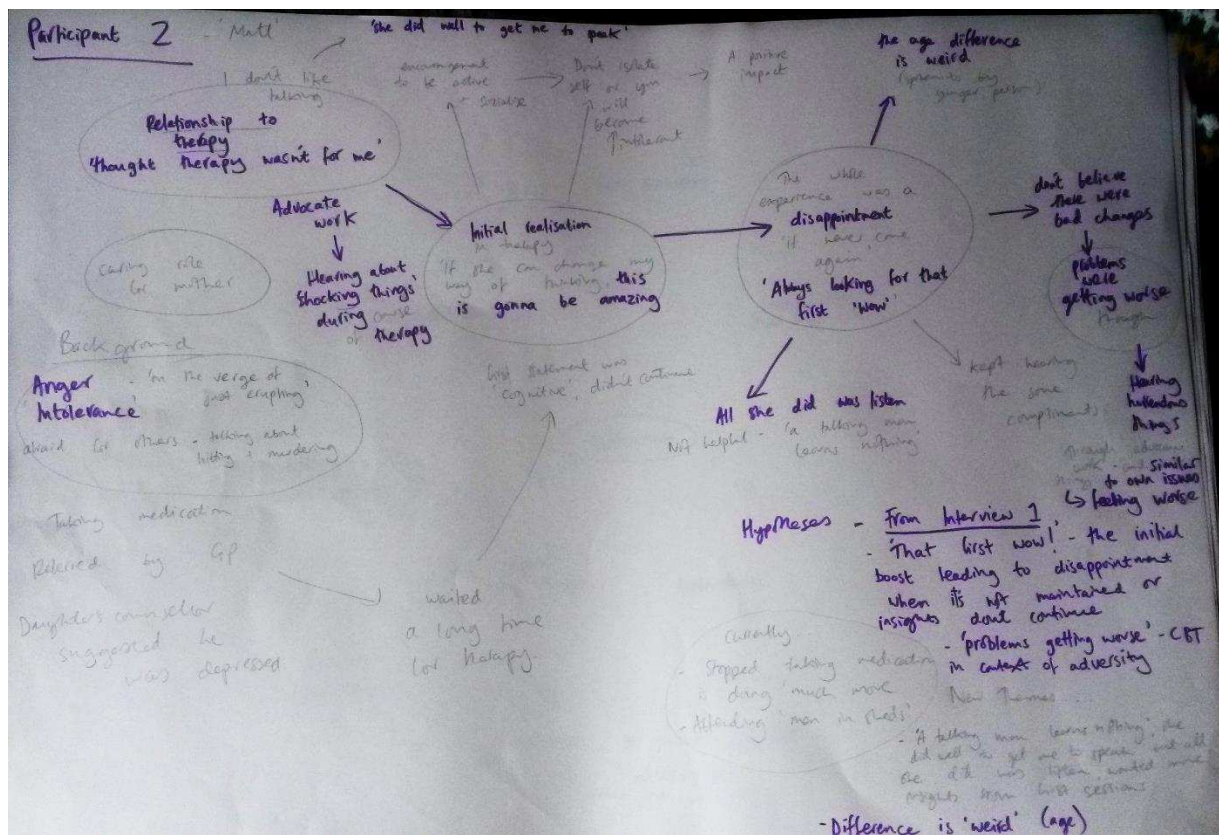 Participant 2 - 'Matt'
'she did well to get me to speak'
I don't like
talking
encouragement
to be active
+ socialise
Don't isolate
self or you
will
become
intolerant
A positive
impact
the age difference
is weird
younger person)
Relationship to
therapy
'thought therapy wasn't for me'
Advocate
work
Hearing about
shocking things
during course
of therapy
caring role
for mother
Initial realisation
in therapy
'If she can change my
way of thinking, this
is gonna be amazing
The whole
experience was a
disappointment
'it never came
again
'Always looking for that
first 'wow''
don't believe
there were
bad changes
problems
were
getting worse
though
Background
Anger - 'on the verge of
just erupting'
'Intolerance'
afraid for others - talking about
hitting + murdering
first statement was
'cognitive', didn't continue
All she did was listen
Not helpful - 'a talking man
learns nothing'
kept hearing
the same
compliments
Hearing
horrendous
things
through advocate
work - and
things similar
to own issues
↳ feeling worse
Taking medication
Referred by GP
Daughter's counsellor
suggested he
was depressed
waited
a long time
for therapy.
Hypotheses - From Interview 1
- 'That first wow!' - the initial
boost leading to disappointment
when it's not maintained or
insights don't continue
- 'problems getting worse' - CBT
in context of adversity
Currently
- Stopped taking medication
is doing 'much more
- Attending 'men in sheds'
New Themes....
- 'A talking man learns nothing', she
did well to get me to speak but all
she did was listen, wanted more
insights from first sessions
- Difference is 'weird' (age)